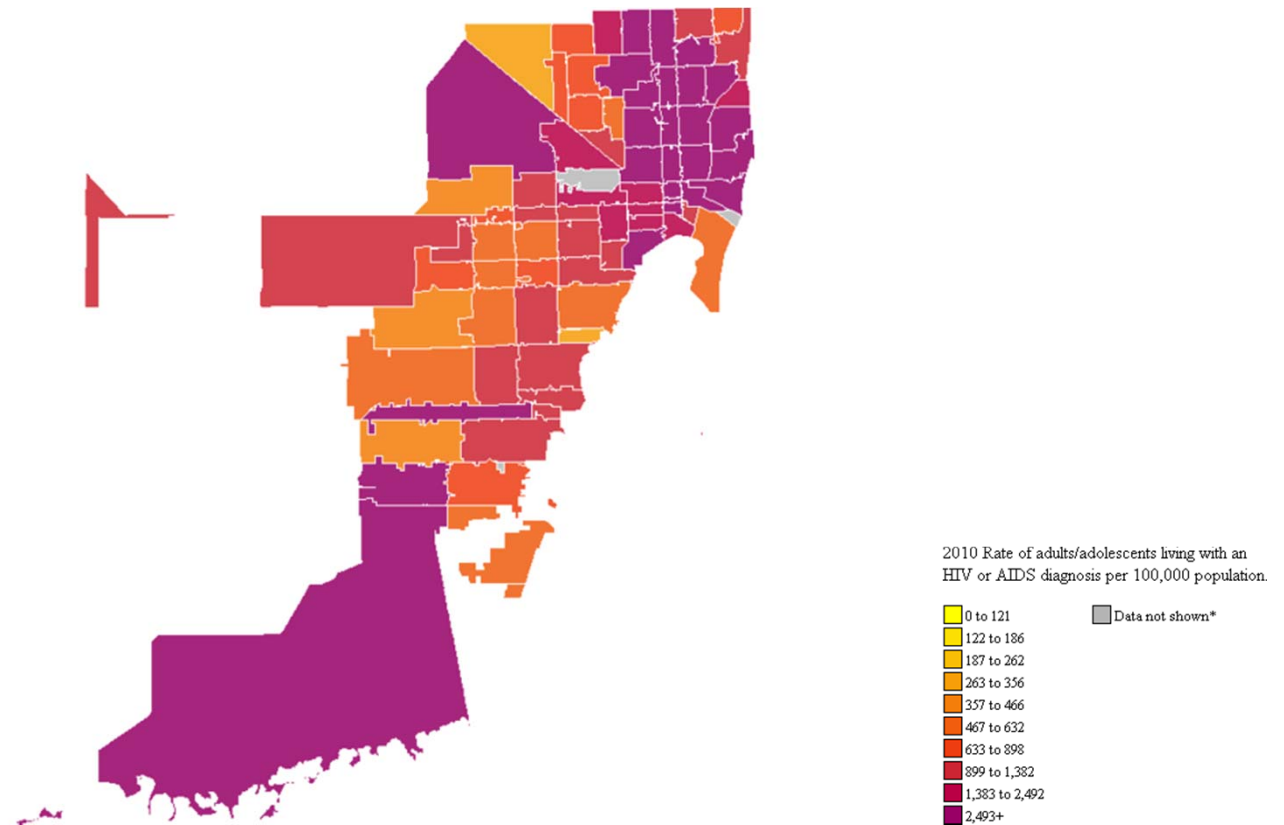 2010 Rate of adults/adolescents living with an
HIV or AIDS diagnosis per 100,000 population.
0 to 121
Data not shown*
122 to 186
187 to 262
263 to 356
357 to 466
467 to 632
633 to 898
899 to 1,382
1,383 to 2,492
2,493+